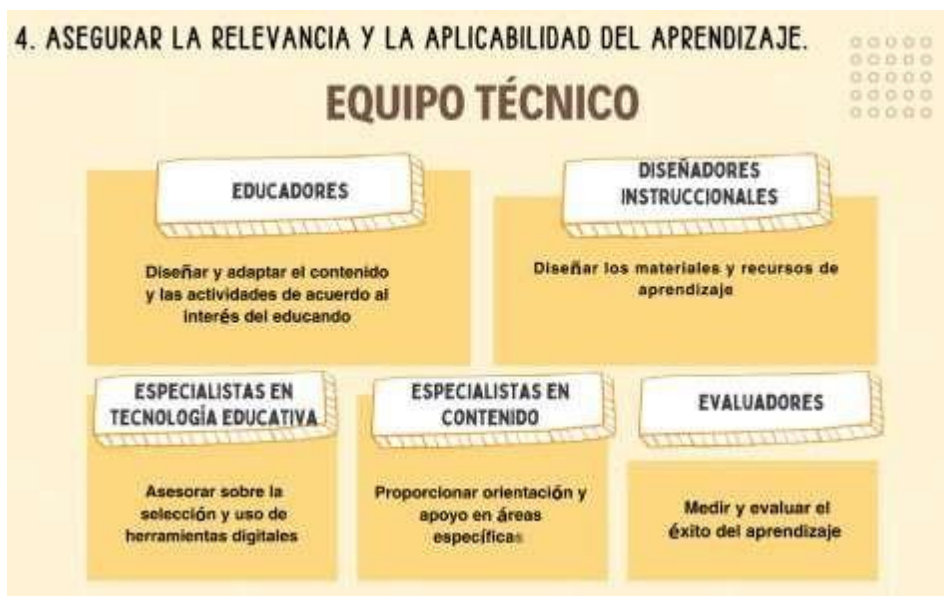 4. ASEGURAR LA RELEVANCIA Y LA APLICABILIDAD DEL APRENDIZAJE.
EQUIPO TÉCNICO
EDUCADORES
Diseñar y adaptar el contenido
y las actividades de acuerdo al
interés del educando
DISEÑADORES
INSTRUCCIONALES
Diseñar los materiales y recursos de
aprendizaje
ESPECIALISTAS EN
TECNOLOGÍA EDUCATIVA
Asesorar sobre la
selección y uso de
herramientas digitales
ESPECIALISTAS EN
CONTENIDO
Proporcionar orientación y
apoyo en áreas
específicas
EVALUADORES
Medir y evaluar el
éxito del aprendizaje